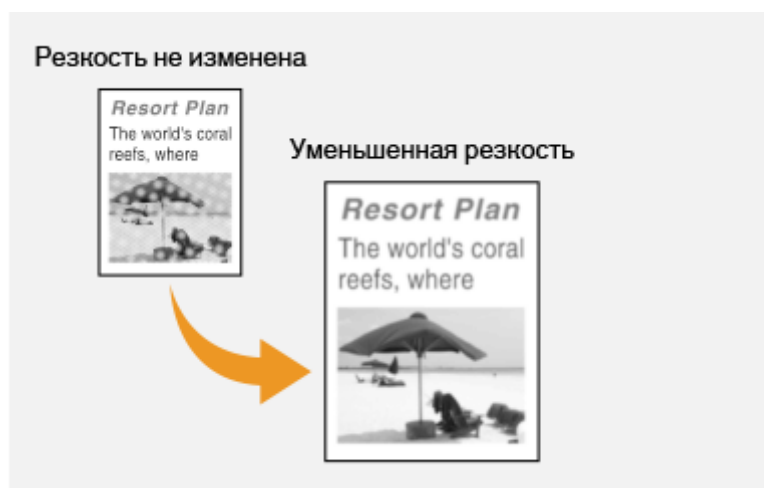 Резкость не изменена
Resort Plan
The world's coral
reefs, where
Уменьшенная резкость
Resort Plan
The world's coral
reefs, where